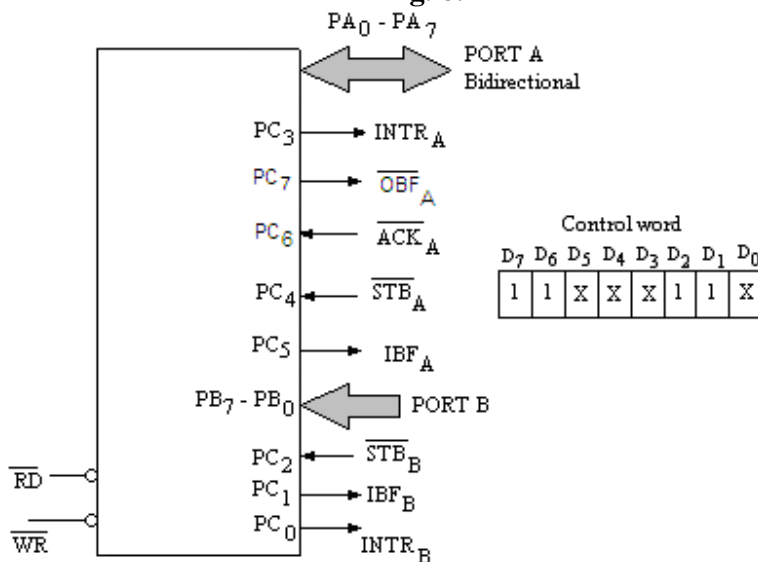 PA0 - PA7
PORT A
Bidirectional
PC3 INTRA
PC7 OBFA
PC6 ACKA
PC4 STBA
PC5 IBFA
PB7 - PB0 PORT B
PC2 STBB
PC1 IBFB
PC0 INTRB
RD
WR
Control word
D7 D6 D5 D4 D3 D2 D1 D0
1 1 X X X 1 1 X